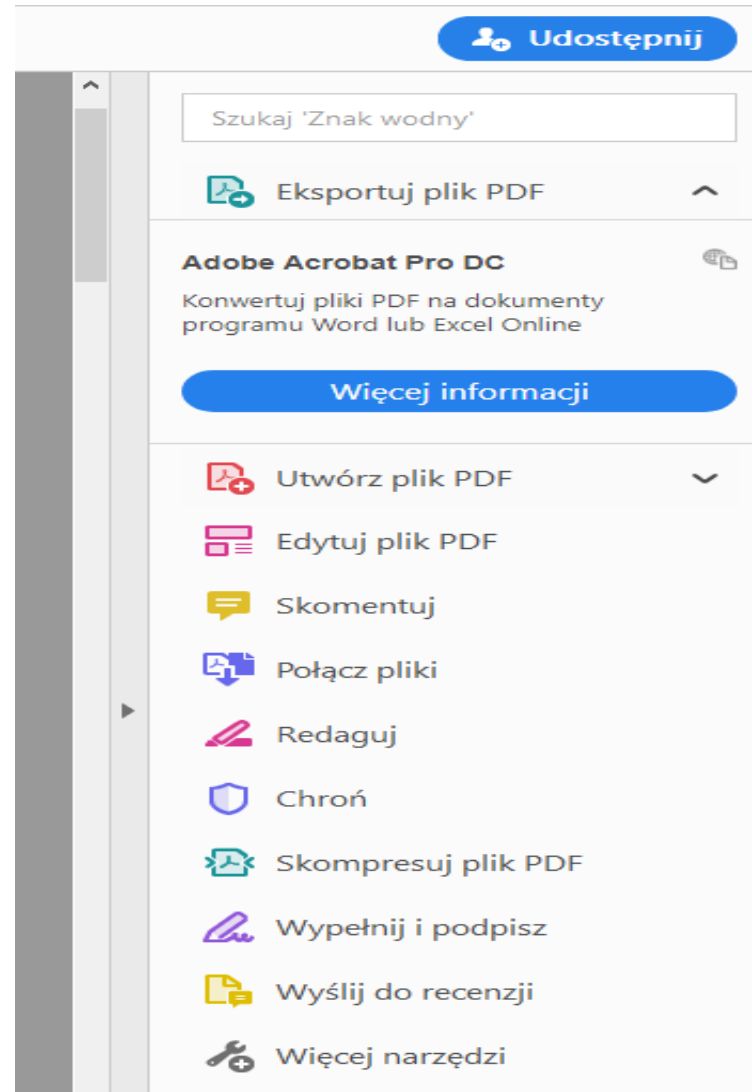 Udostępnij
Szukaj 'Znak wodny'
Eksportuj plik PDF
Adobe Acrobat Pro DC
Konwertuj pliki PDF na dokumenty
programu Word lub Excel Online
Więcej informacji
Utwórz plik PDF
Edytuj plik PDF
Skomentuj
Połącz pliki
Redaguj
Chroń
Skompresuj plik PDF
Wypełnij i podpisz
Wyślij do recenzji
Więcej narzędzi